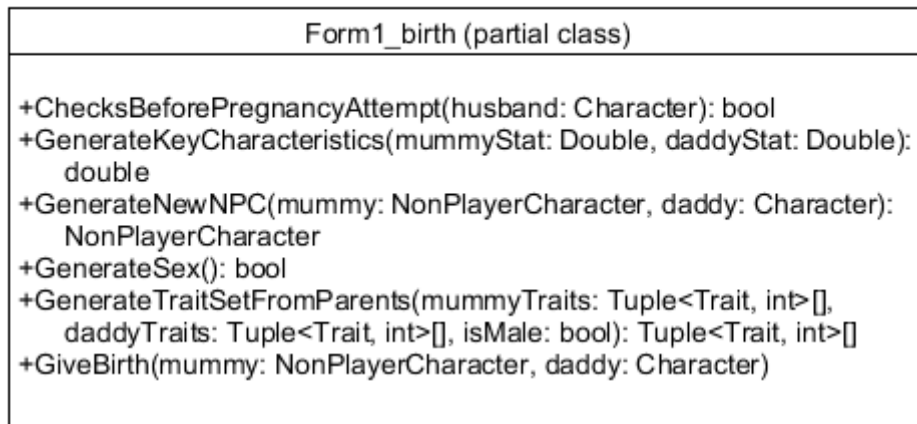 Form1_birth (partial class)
+ChecksBeforePregnancyAttempt(husband: Character): bool
+GenerateKeyCharacteristics(mummyStat: Double, daddyStat: Double):
double
+GenerateNewNPC(mummy: NonPlayerCharacter, daddy: Character):
NonPlayerCharacter
+GenerateSex(): bool
+GenerateTraitSetFromParents(mummyTraits: Tuple<Trait, int>[],
daddyTraits: Tuple<Trait, int>[], isMale: bool): Tuple<Trait, int>[]
+GiveBirth(mummy: NonPlayerCharacter, daddy: Character)